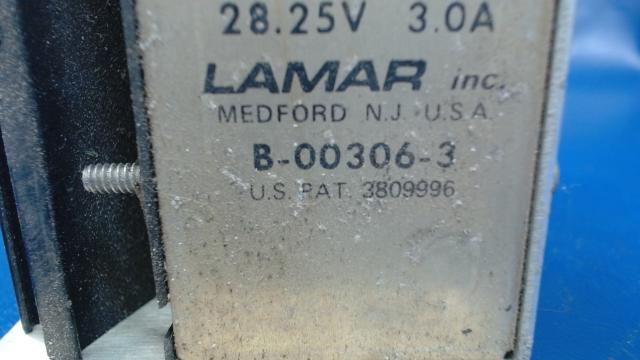 28.25V 3.0A
LAMAR inc.
MEDFORD N.J. U.S.A.
B-00306-3
U.S. PAT. 3809996